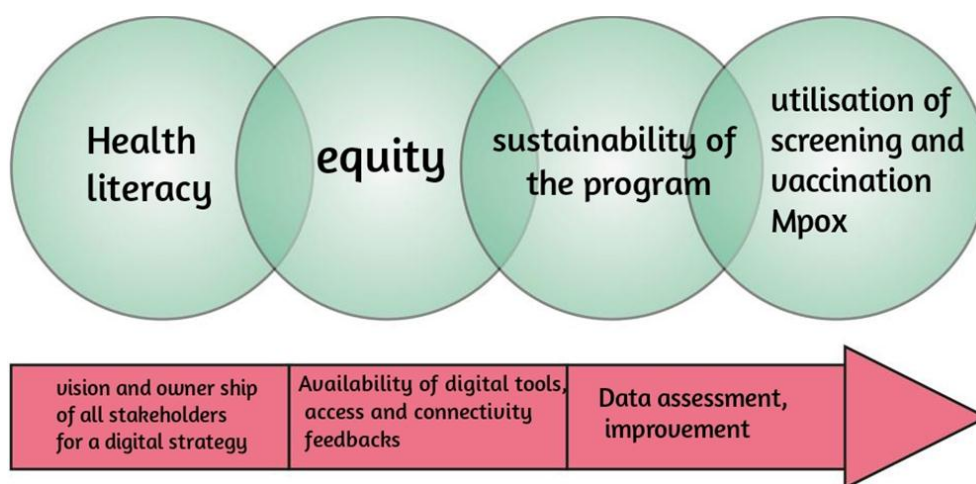 Health
literacy
equity
sustainability of
the program
utilisation of
screening and
vaccination
Mpox
vision and owner ship
of all stakeholders
for a digital strategy
Availability of digital tools,
access and connectivity
feedbacks
Data assessment,
improvement